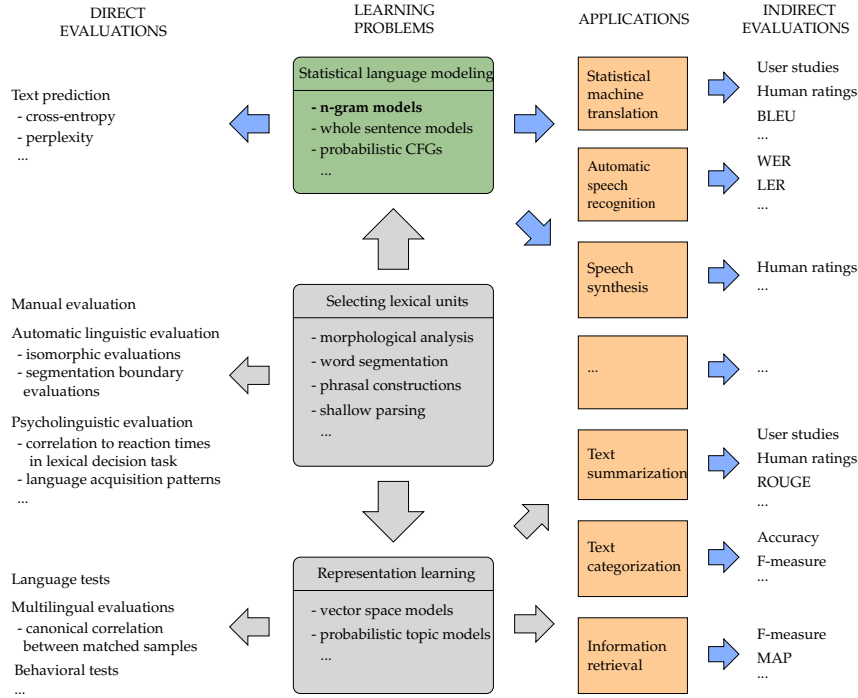 DIRECT
EVALUATIONS
LEARNING
PROBLEMS
APPLICATIONS
INDIRECT
EVALUATIONS
Text prediction
- cross-entropy
- perplexity
...
Statistical language modeling
- n-gram models
- whole sentence models
- probabilistic CFGs
...
Statistical
machine
translation
User studies
Human ratings
BLEU
...
Automatic
speech
recognition
WER
LER
...
Speech
synthesis
Human ratings
...
Manual evaluation
Automatic linguistic evaluation
- isomorphic evaluations
- segmentation boundary
evaluations
Psycholinguistic evaluation
- correlation to reaction times
in lexical decision task
- language acquisition patterns
...
Selecting lexical units
- morphological analysis
- word segmentation
- phrasal constructions
- shallow parsing
...
...
...
Text
summarization
User studies
Human ratings
ROUGE
...
Text
categorization
Accuracy
F-measure
...
Language tests
Multilingual evaluations
- canonical correlation
between matched samples
Behavioral tests
...
Representation learning
- vector space models
- probabilistic topic models
...
Information
retrieval
F-measure
MAP
...